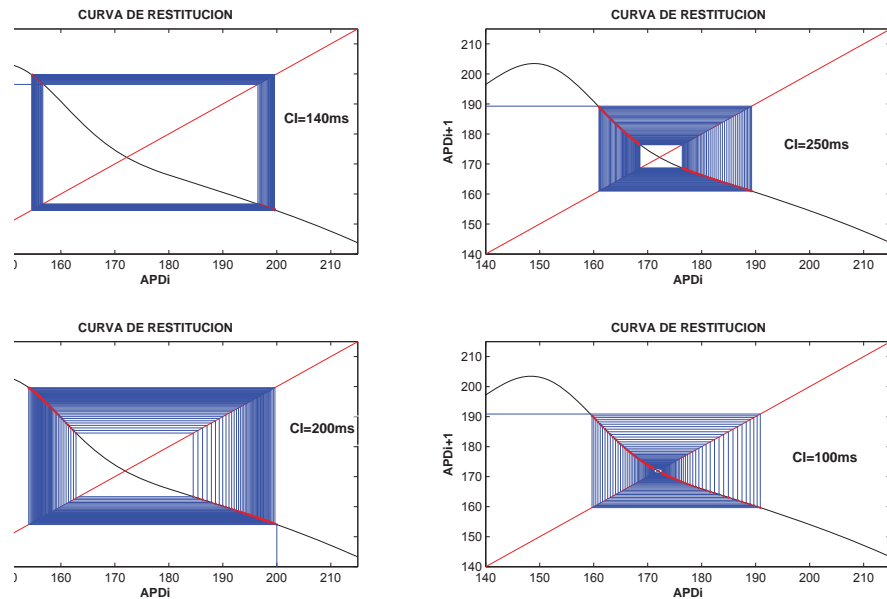 CURVA DE RESTITUCION
CI=140ms
160 170 180 190 200 210
APDi
CURVA DE RESTITUCION
210
200
190
180
170
160
150
140
APDi+1
CI=250ms
140 150 160 170 180 190 200 210
APDi
CURVA DE RESTITUCION
CI=200ms
160 170 180 190 200 210
APDi
CURVA DE RESTITUCION
210
200
190
180
170
160
150
140
APDi+1
CI=100ms
140 150 160 170 180 190 200 210
APDi